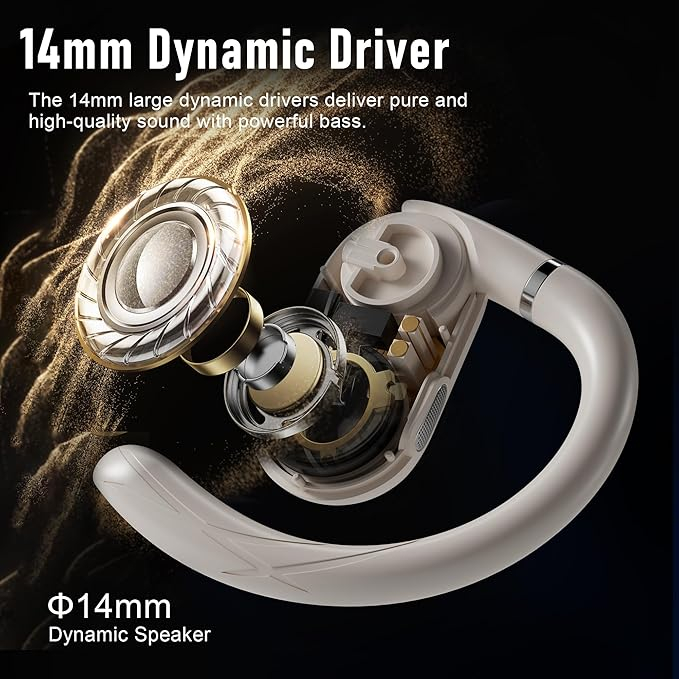 14mm Dynamic Driver
The 14mm large dynamic drivers deliver pure and
high-quality sound with powerful bass.
Φ14mm
Dynamic Speaker